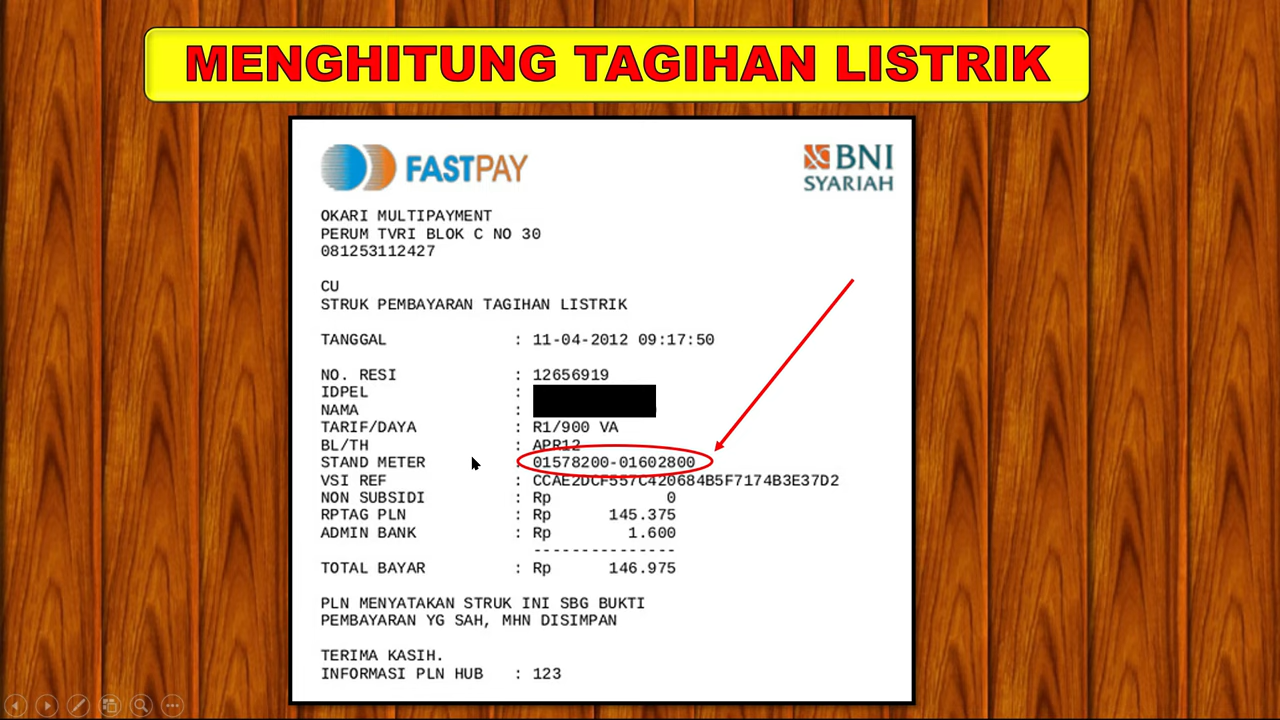 MENGHITUNG TAGIHAN LISTRIK
FASTPAY
BNI
SYARIAH
OKARI MULTIPAYMENT
PERUM TVRI BLOK C NO 30
081253112427
CU
STRUK PEMBAYARAN TAGIHAN LISTRIK
TANGGAL : 11-04-2012 09:17:50
NO. RESI : 12656919
IDPEL :
NAMA :
TARIF/DAYA : R1/900 VA
BL/TH : APR12
STAND METER : 01578200-01602800
VSI REF : CCAE2DCF557C420684B5F7174B3E37D2
NON SUBSIDI : Rp 0
RPTAG PLN : Rp 145.375
ADMIN BANK : Rp 1.600
---------------
TOTAL BAYAR : Rp 146.975
PLN MENYATAKAN STRUK INI SBG BUKTI
PEMBAYARAN YG SAH, MHN DISIMPAN
TERIMA KASIH.
INFORMASI PLN HUB : 123